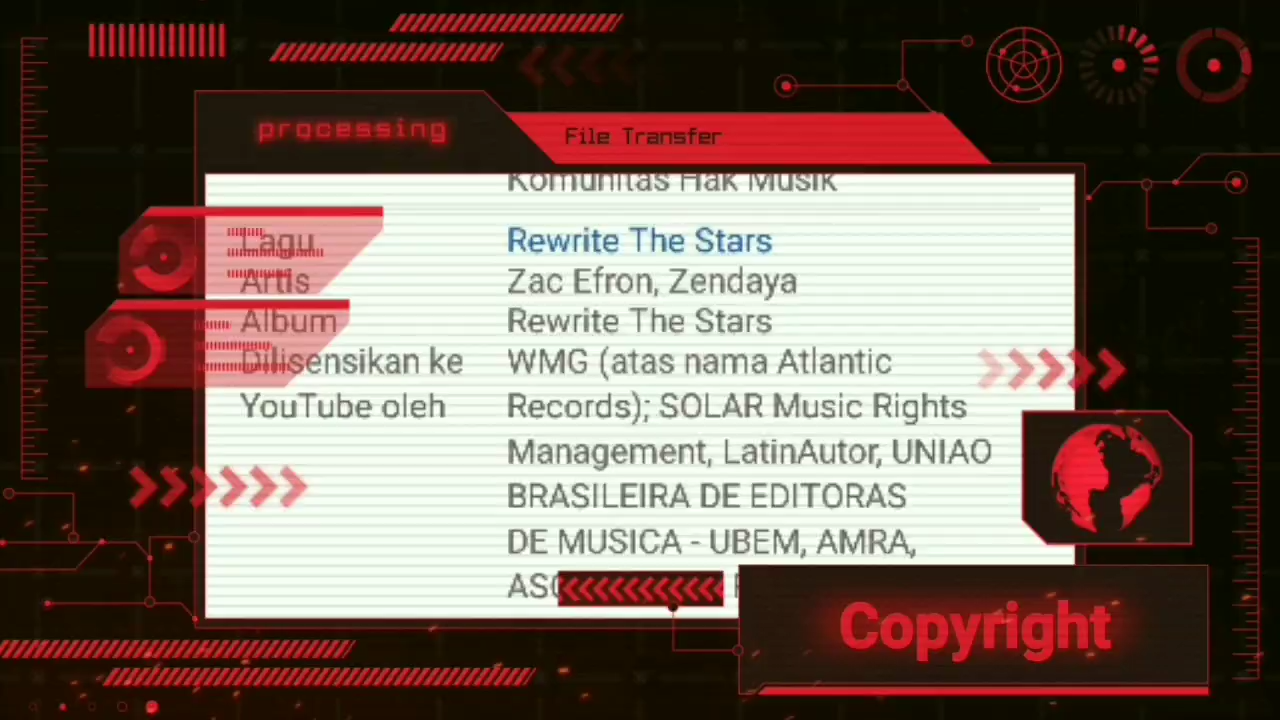 processing
File Transfer
Komunitas Hak Musik
Lagu Rewrite The Stars
Artis Zac Efron, Zendaya
Album Rewrite The Stars
Dilisensikan ke WMG (atas nama Atlantic
YouTube oleh Records); SOLAR Music Rights
Management, LatinAutor, UNIAO
BRASILEIRA DE EDITORAS
DE MUSICA - UBEM, AMRA,
Copyright